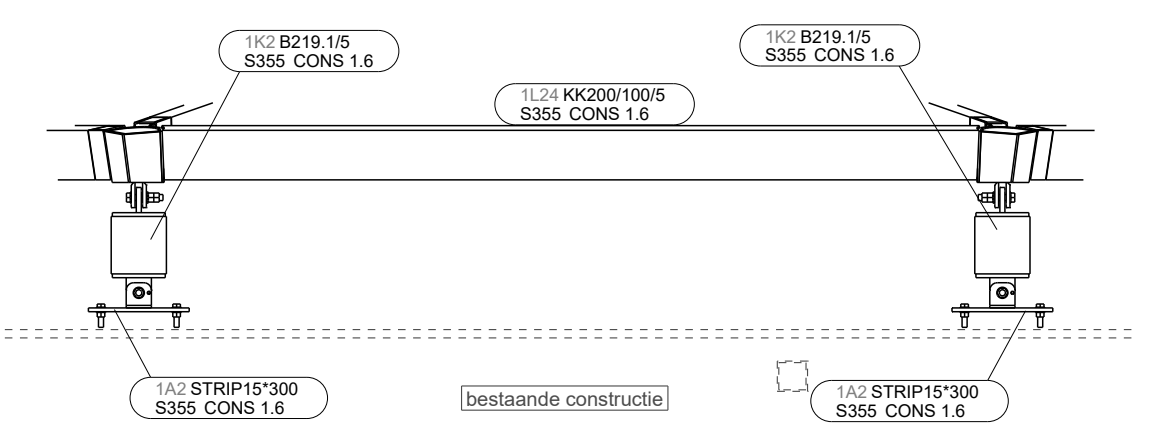 1K2 B219.1/5
S355 CONS 1.6
1K2 B219.1/5
S355 CONS 1.6
1L24 KK200/100/5
S355 CONS 1.6
1A2 STRIP15*300
S355 CONS 1.6
bestaande constructie
1A2 STRIP15*300
S355 CONS 1.6